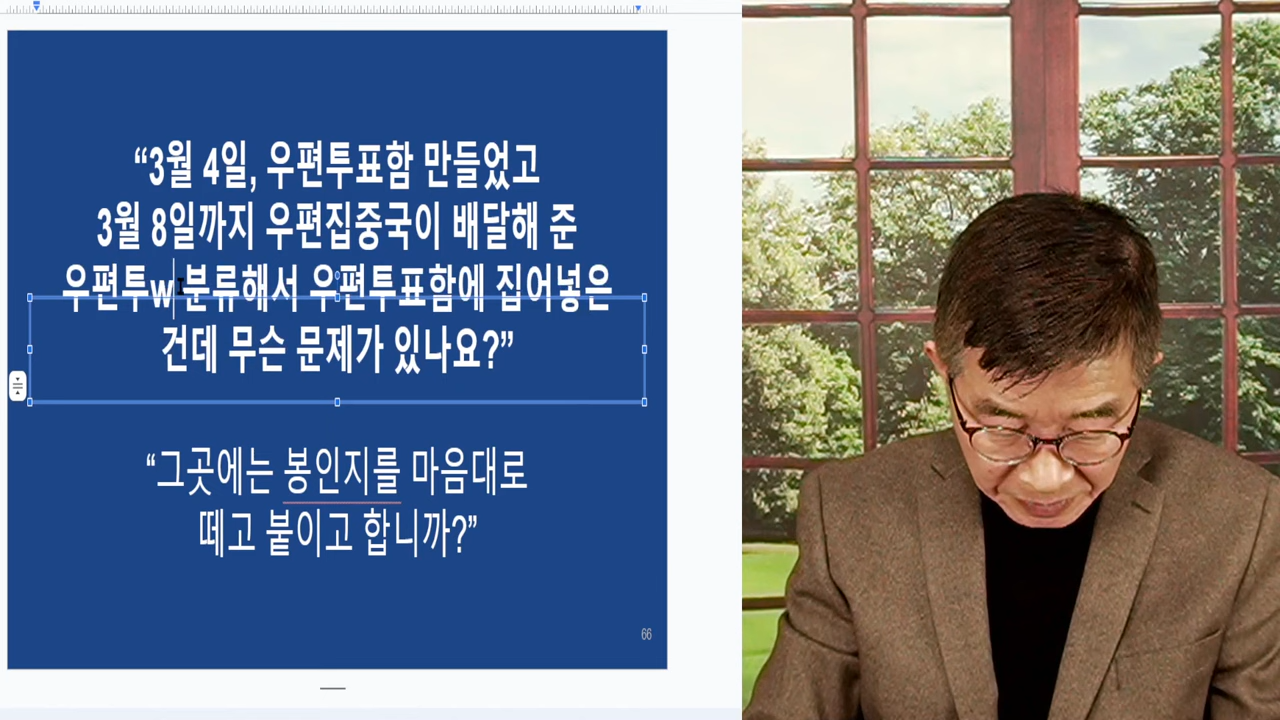 “3월 4일, 우편투표함 만들었고
3월 8일까지 우편집중국이 배달해 준
우편투w 분류해서 우편투표함에 집어넣은
건데 무슨 문제가 있나요?”
“그곳에는 봉인지를 마음대로
떼고 붙이고 합니까?”
66